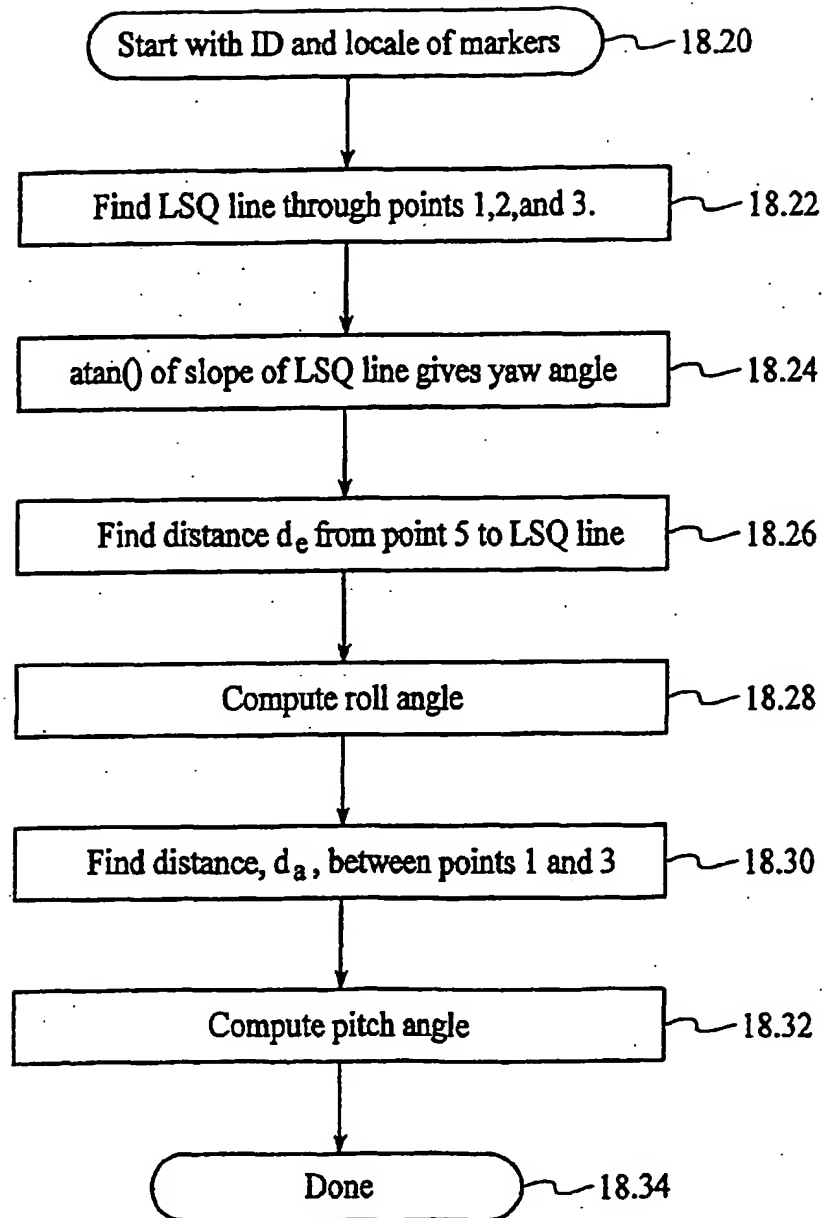 Start with ID and locale of markers 18.20
Find LSQ line through points 1,2,and 3. 18.22
atan() of slope of LSQ line gives yaw angle 18.24
Find distance de from point 5 to LSQ line 18.26
Compute roll angle 18.28
Find distance, da, between points 1 and 3 18.30
Compute pitch angle 18.32
Done 18.34